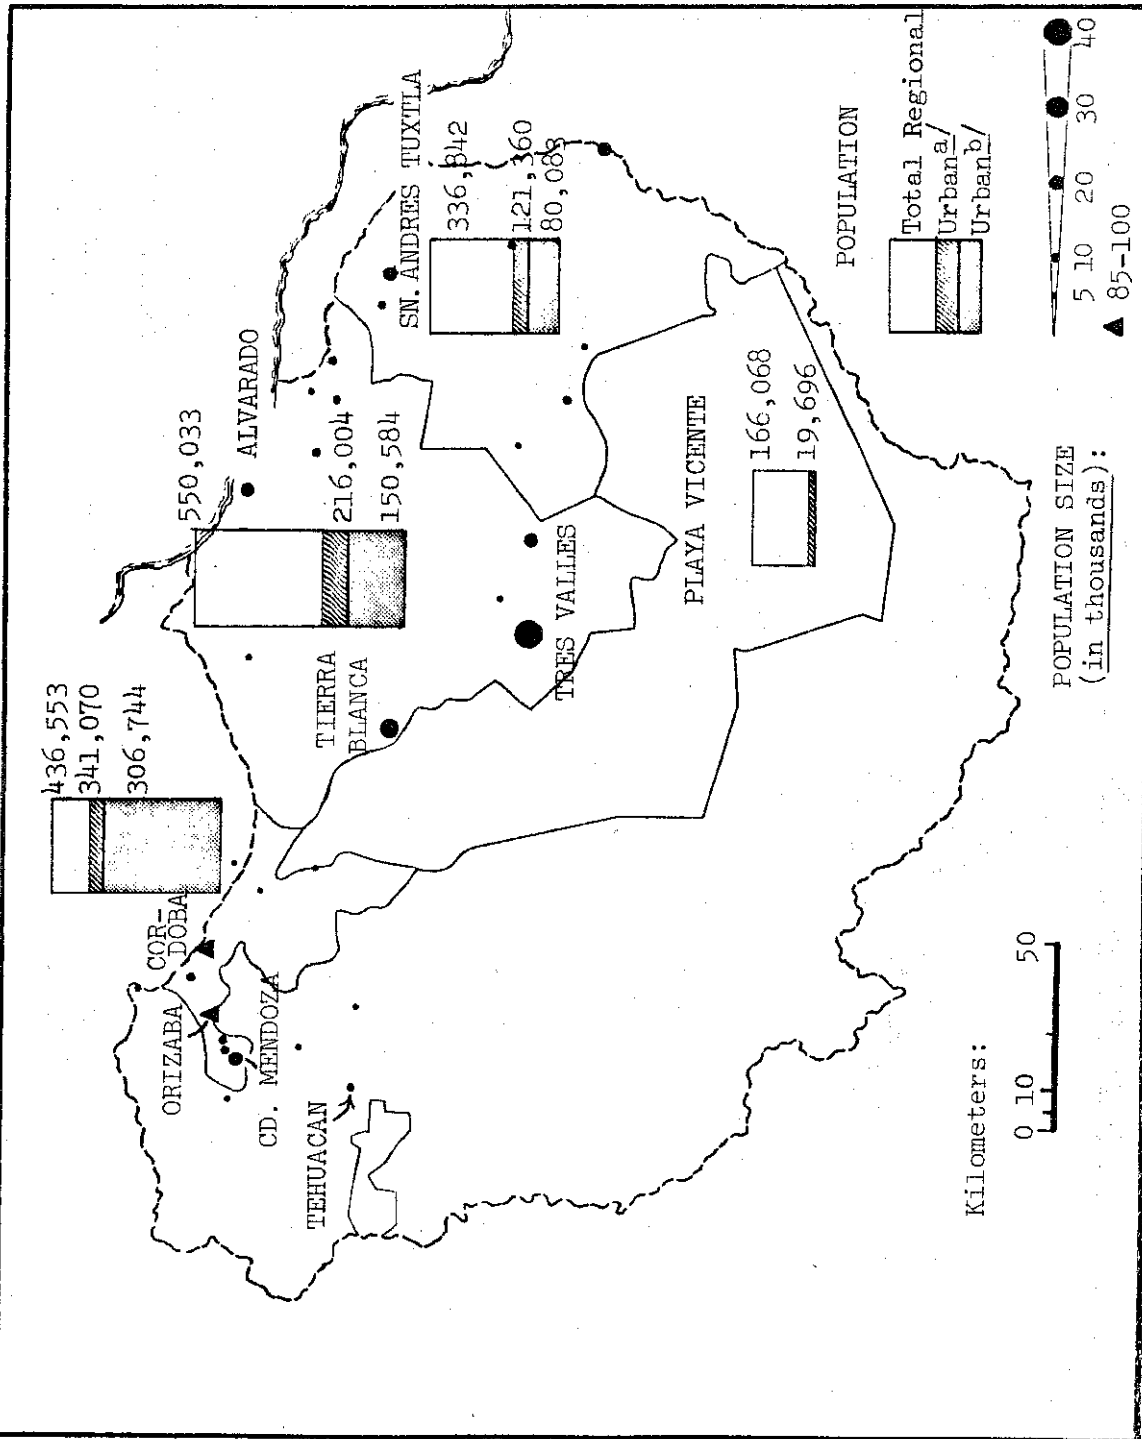 436,553
341,070
306,744
COR-
DOBA
ORIZABA
CD. MENDOZA
TEHUACAN
550,033
216,004
150,584
ALVARADO
TIERRA
BLANCA
TRES VALLES
SN. ANDRES TUXTLA
336,842
121,360
80,088
PLAYA VICENTE
166,068
19,696
POPULATION
Total Regional
Urban a/
Urban b/
POPULATION SIZE
(in thousands):
5 10 20 30 40
▲ 85-100
Kilometers:
0 10 50